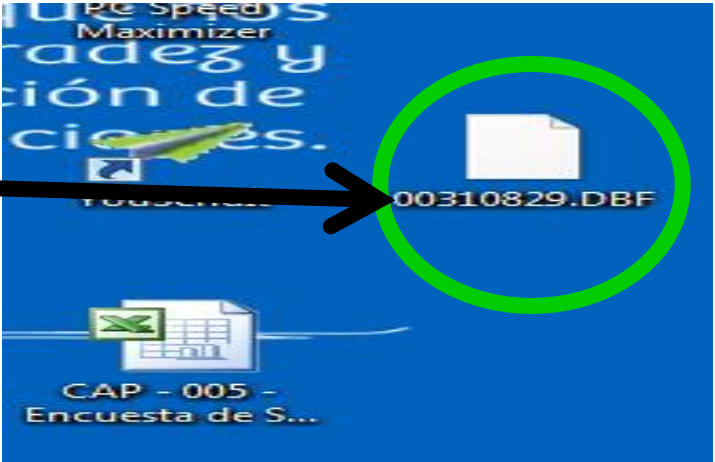 PC Speed
Maximizer
radez y
ción de
00310829.DBF
CAP - 005 -
Encuesta de S...